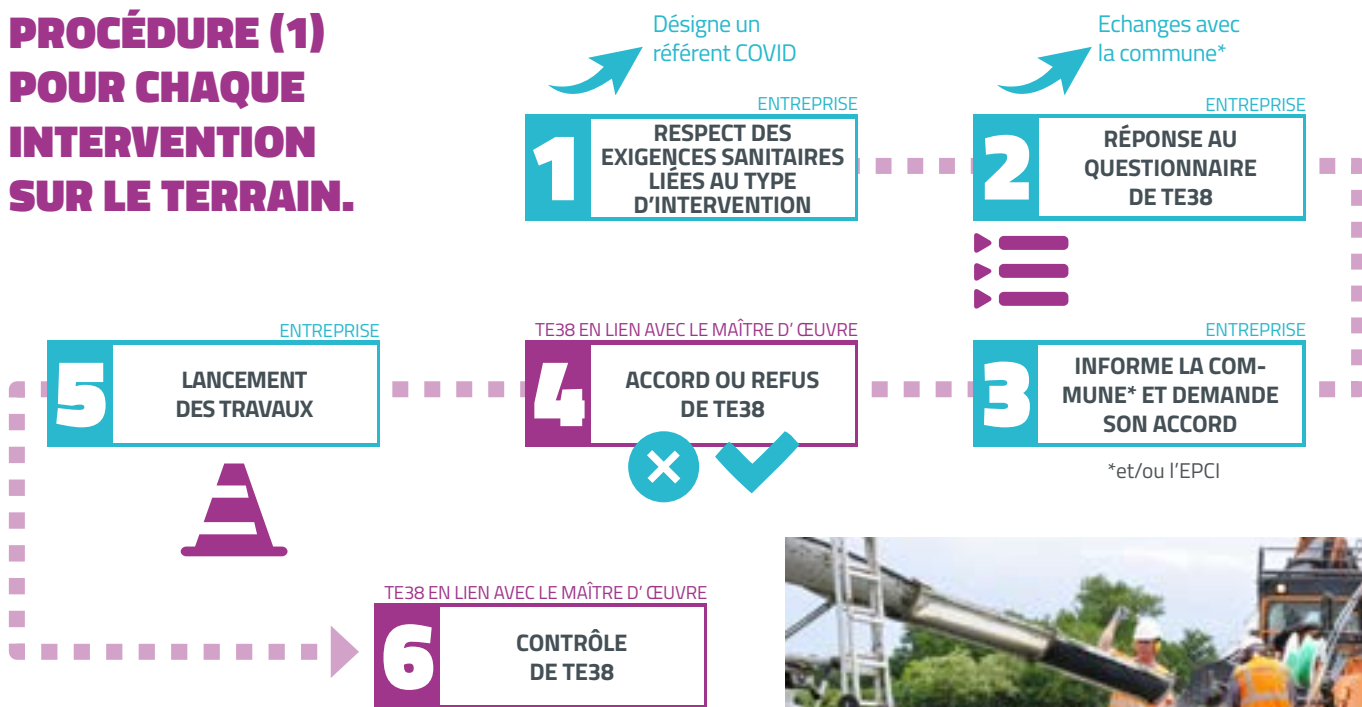 PROCÉDURE (1)
POUR CHAQUE
INTERVENTION
SUR LE TERRAIN.
Désigne un
référent COVID
ENTREPRISE
1
RESPECT DES
EXIGENCES SANITAIRES
LIÉES AU TYPE
D'INTERVENTION
Echanges avec
la commune*
ENTREPRISE
2
RÉPONSE AU
QUESTIONNAIRE
DE TE38
ENTREPRISE
3
INFORME LA COM-
MUNE* ET DEMANDE
SON ACCORD
*et/ou l'EPCI
TE38 EN LIEN AVEC LE MAÎTRE D' ŒUVRE
4
ACCORD OU REFUS
DE TE38
ENTREPRISE
5
LANCEMENT
DES TRAVAUX
TE38 EN LIEN AVEC LE MAÎTRE D' ŒUVRE
6
CONTRÔLE
DE TE38